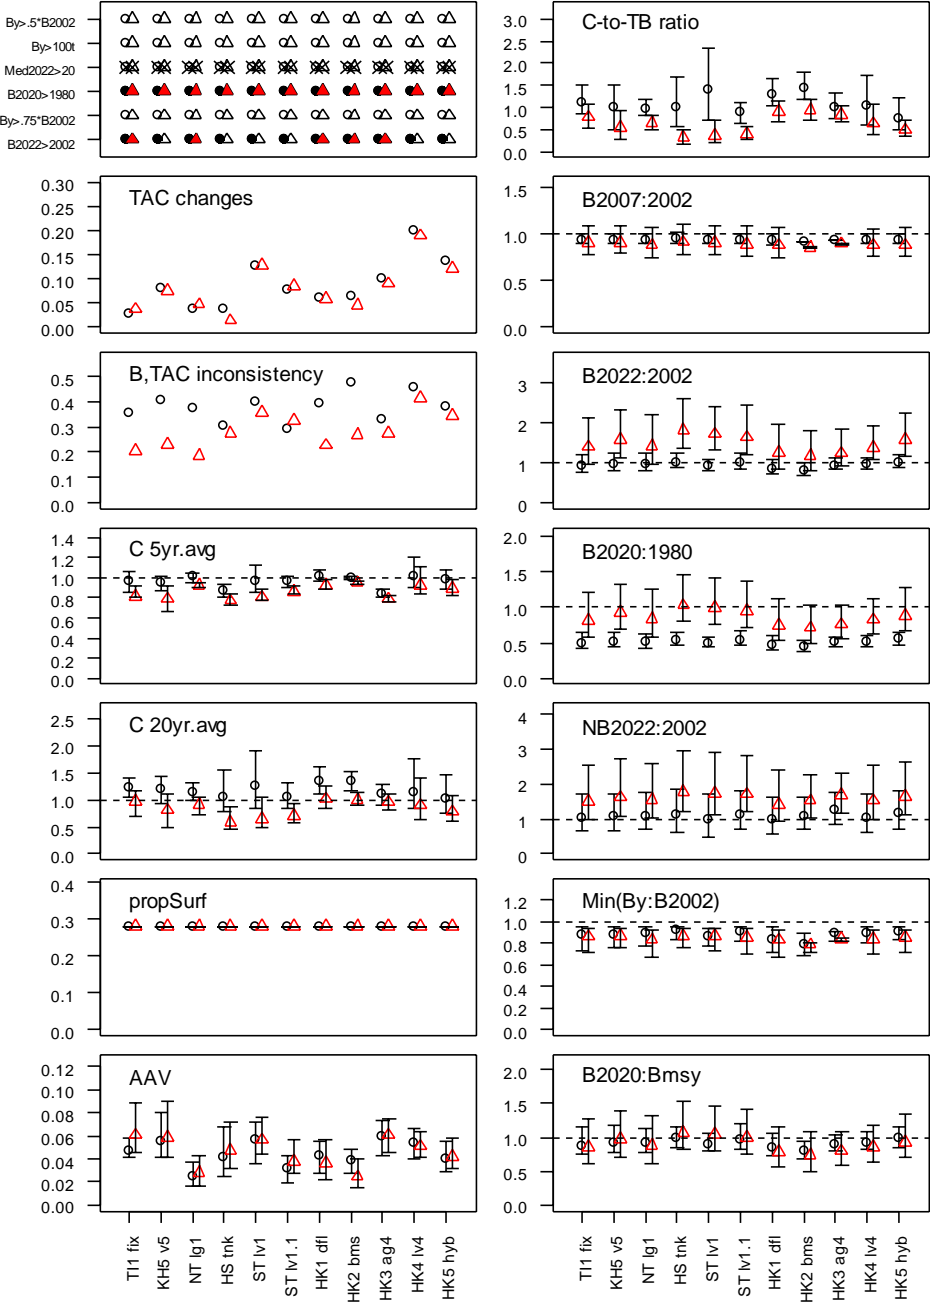 By>.5*B2002
By>100t
Med2022>20
B2020>1980
By>.75*B2002
B2022>2002
C-to-TB ratio
3.0
2.5
2.0
1.5
1.0
0.5
0.0
TAC changes
0.30
0.25
0.20
0.15
0.10
0.05
0.00
B2007:2002
1.5
1.0
0.5
0.0
B,TAC inconsistency
0.5
0.4
0.3
0.2
0.1
0.0
B2022:2002
3
2
1
0
C 5yr.avg
1.4
1.2
1.0
0.8
0.6
0.4
0.2
0.0
B2020:1980
2.0
1.5
1.0
0.5
0.0
C 20yr.avg
2.5
2.0
1.5
1.0
0.5
0.0
NB2022:2002
4
3
2
1
0
propSurf
0.4
0.3
0.2
0.1
0.0
Min(By:B2002)
1.2
1.0
0.8
0.6
0.4
0.2
0.0
AAV
0.12
0.10
0.08
0.06
0.04
0.02
0.00
B2020:Bmsy
2.0
1.5
1.0
0.5
0.0
TI1 fix
KH5 v5
NT lg1
HS tnk
ST lv1
ST lv1.1
HK1 dfl
HK2 bms
HK3 ag4
HK4 lv4
HK5 hyb
TI1 fix
KH5 v5
NT lg1
HS tnk
ST lv1
ST lv1.1
HK1 dfl
HK2 bms
HK3 ag4
HK4 lv4
HK5 hyb